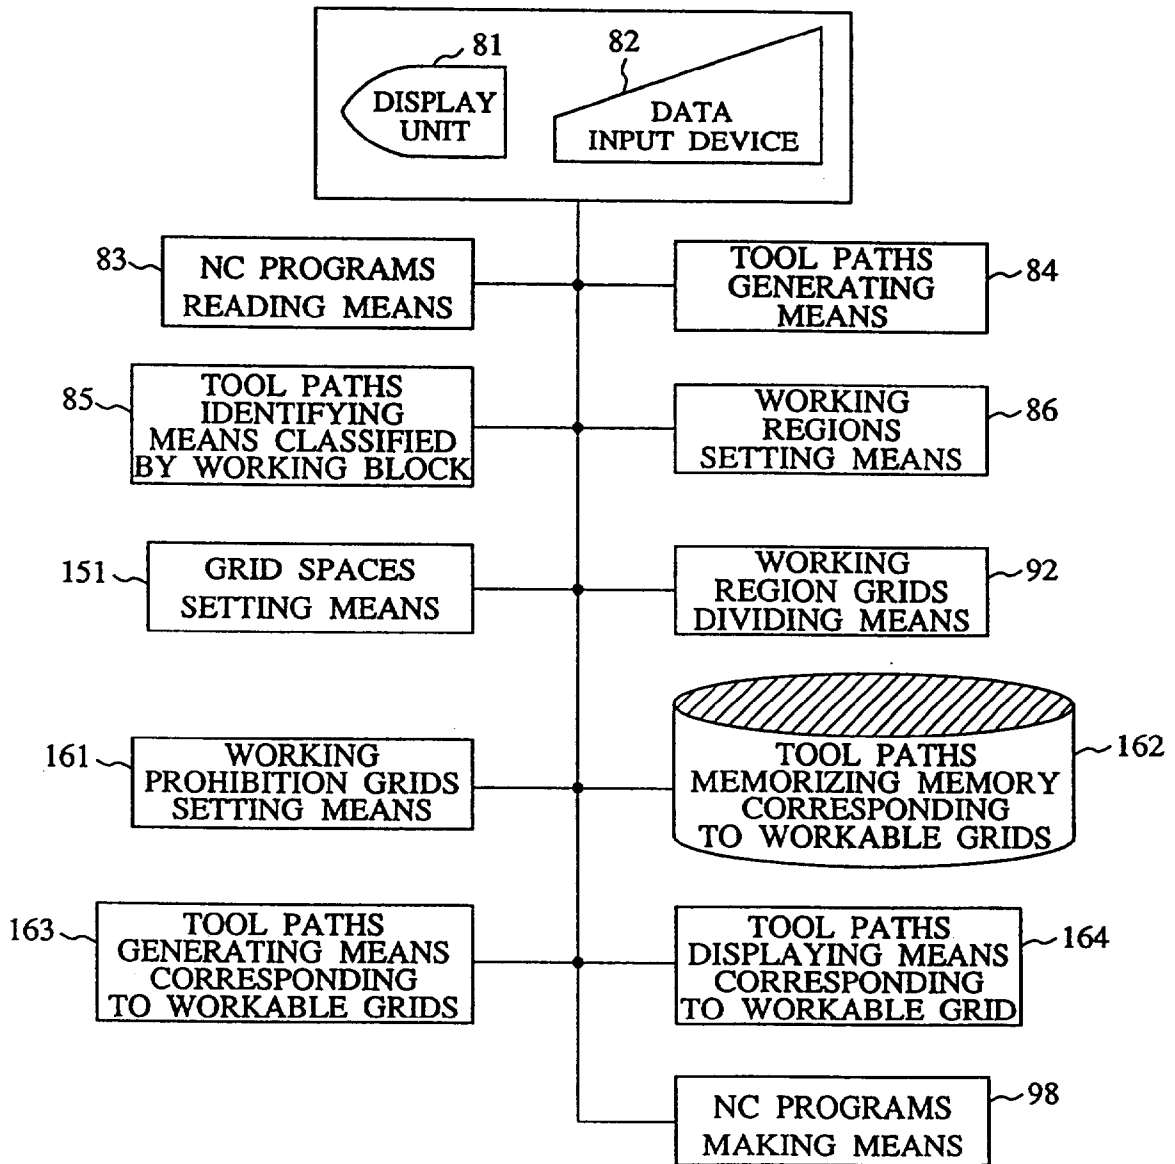 81
DISPLAY
UNIT
82
DATA
INPUT DEVICE
83
NC PROGRAMS
READING MEANS
TOOL PATHS
GENERATING
MEANS
84
85
TOOL PATHS
IDENTIFYING
MEANS CLASSIFIED
BY WORKING BLOCK
WORKING
REGIONS
SETTING MEANS
86
151
GRID SPACES
SETTING MEANS
WORKING
REGION GRIDS
DIVIDING MEANS
92
161
WORKING
PROHIBITION GRIDS
SETTING MEANS
TOOL PATHS
MEMORIZING MEMORY
CORRESPONDING
TO WORKABLE GRIDS
162
163
TOOL PATHS
GENERATING MEANS
CORRESPONDING
TO WORKABLE GRIDS
TOOL PATHS
DISPLAYING MEANS
CORRESPONDING
TO WORKABLE GRID
164
NC PROGRAMS
MAKING MEANS
98